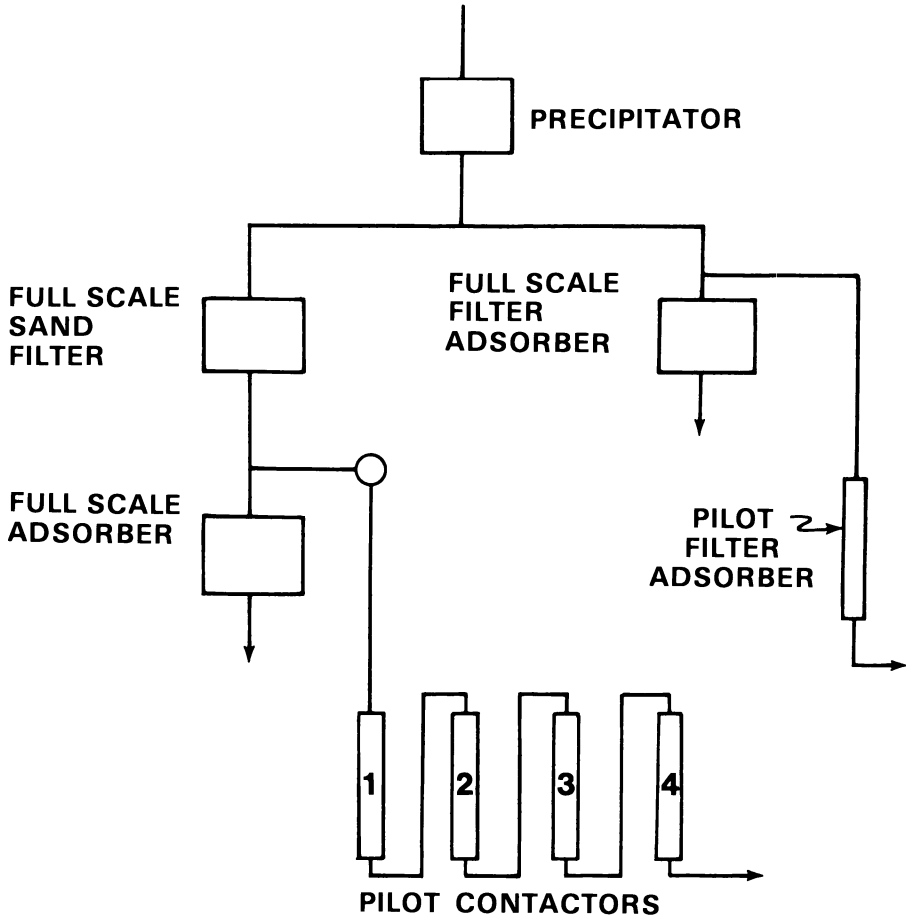 PRECIPITATOR
FULL SCALE
SAND
FILTER
FULL SCALE
FILTER
ADSORBER
FULL SCALE
ADSORBER
PILOT
FILTER
ADSORBER
1
2
3
4
PILOT CONTACTORS